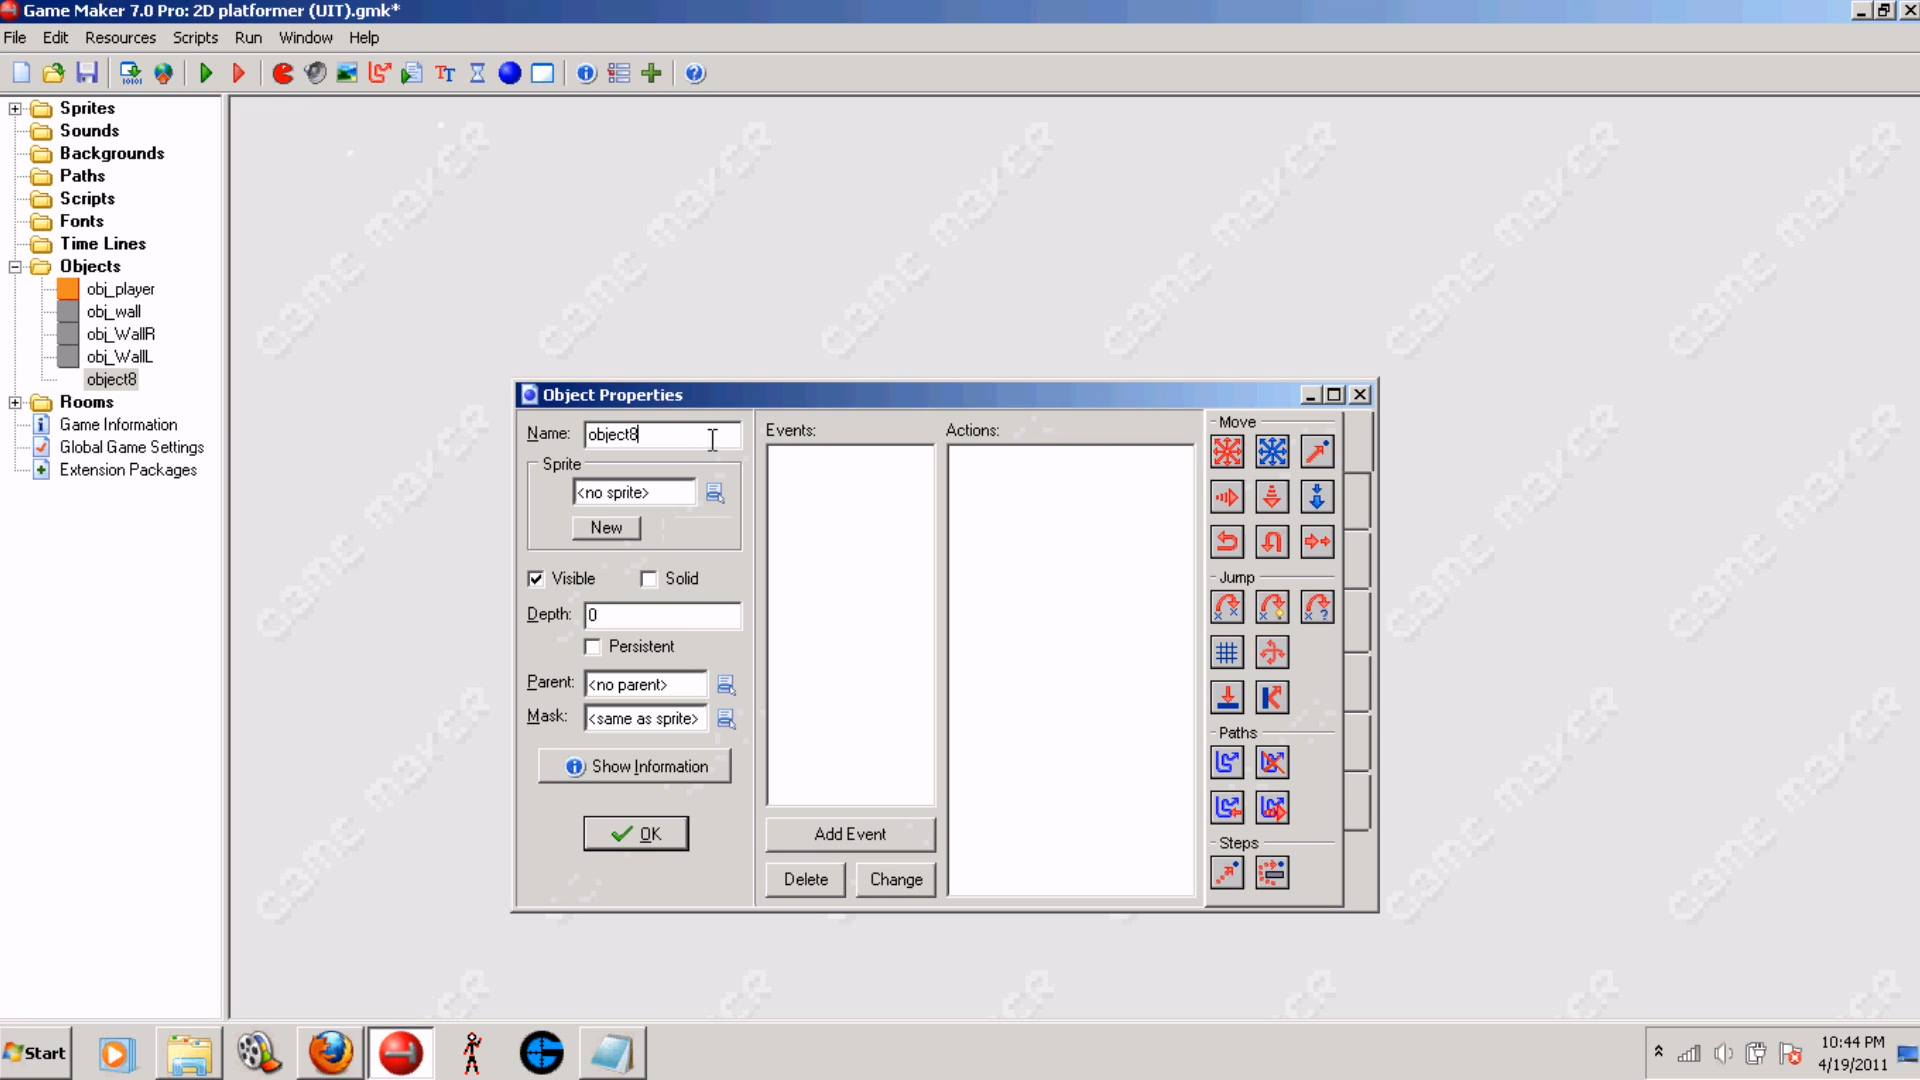 Game Maker 7.0 Pro: 2D platformer (UIT).gmk*
File Edit Resources Scripts Run Window Help
Sprites
Sounds
Backgrounds
Paths
Scripts
Fonts
Time Lines
Objects
obj_player
obj_wall
obj_WallR
obj_WallL
object8
Rooms
Game Information
Global Game Settings
Extension Packages
Object Properties
Name: object8
Sprite
<no sprite>
New
Visible Solid
Depth: 0
Persistent
Parent: <no parent>
Mask: <same as sprite>
Show Information
OK
Events:
Add Event
Delete Change
Actions:
Move
Jump
Paths
Steps
Start
10:44 PM
4/19/2011